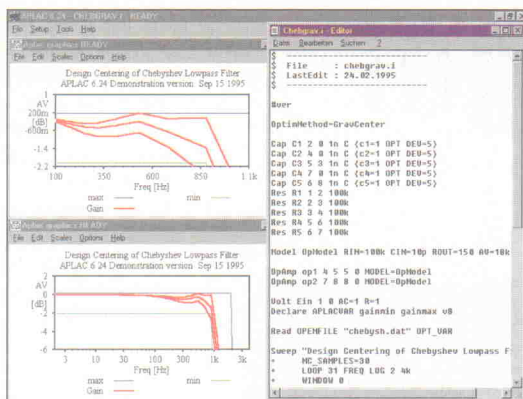 APLAC 6.24 - CHEBGRAV.I - READY
File Setup Tools Help
Aplac graphics READY
File Edit Scales Options Help
Design Centering of Chebyshev Lowpass Filter
APLAC 6.24 Demonstration version Sep 15 1995
1
AV
200m
[dB]
-600m
-1.4
-2.2
100 350 600 850 1.1k
Freq [Hz]
max min
Gain
Aplac graphics READY
File Edit Scales Options Help
Design Centering of Chebyshev Lowpass Filter
APLAC 6.24 Demonstration version Sep 15 1995
2
AV
0
[dB]
-2
-4
-6
3 10 30 100 300 1k 3k
Freq [Hz]
max min
Gain
Chebgrav.i - Editor
Datei Bearbeiten Suchen ?
$ ---------------------------
$ File : chebgrav.i
$ LastEdit : 24.02.1995
$ ---------------------------
#ver
OptimMethod=GravCenter
Cap C1 2 0 1n C {c1=1 OPT DEV=5}
Cap C2 4 0 1n C {c2=1 OPT DEV=5}
Cap C3 5 3 1n C {c3=1 OPT DEV=5}
Cap C4 7 0 1n C {c4=1 OPT DEV=5}
Cap C5 6 8 1n C {c5=1 OPT DEV=5}
Res R1 1 2 100k
Res R2 2 3 100k
Res R3 3 4 100k
Res R4 5 6 100k
Res R5 6 7 100k
Model OpModel RIN=100k CIN=10p ROUT=150 AV=10k
OpAmp op1 4 5 5 0 MODEL=OpModel
OpAmp op2 7 8 8 0 MODEL=OpModel
Volt Ein 1 0 AC=1 R=1
Declare APLACVAR gainmin gainmax v8
Read OPENFILE "chebysh.dat" OPT_VAR
Sweep "Design Centering of Chebyshev Lowpass F
+ MC_SAMPLES=30
+ LOOP 31 FREQ LOG 2 4k
+ WINDOW 0